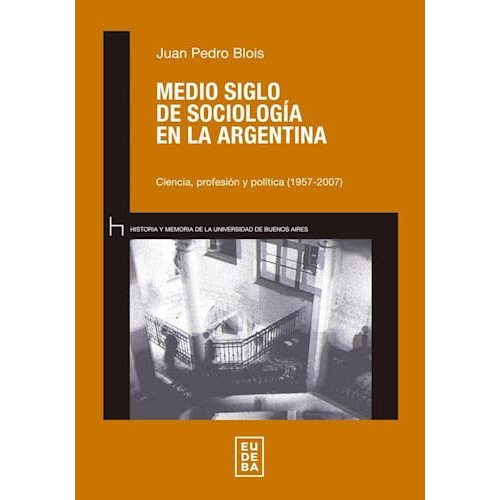 Juan Pedro Blois
MEDIO SIGLO
DE SOCIOLOGÍA
EN LA ARGENTINA
Ciencia, profesión y política (1957-2007)
HISTORIA Y MEMORIA DE LA UNIVERSIDAD DE BUENOS AIRES
EU
DE
BA